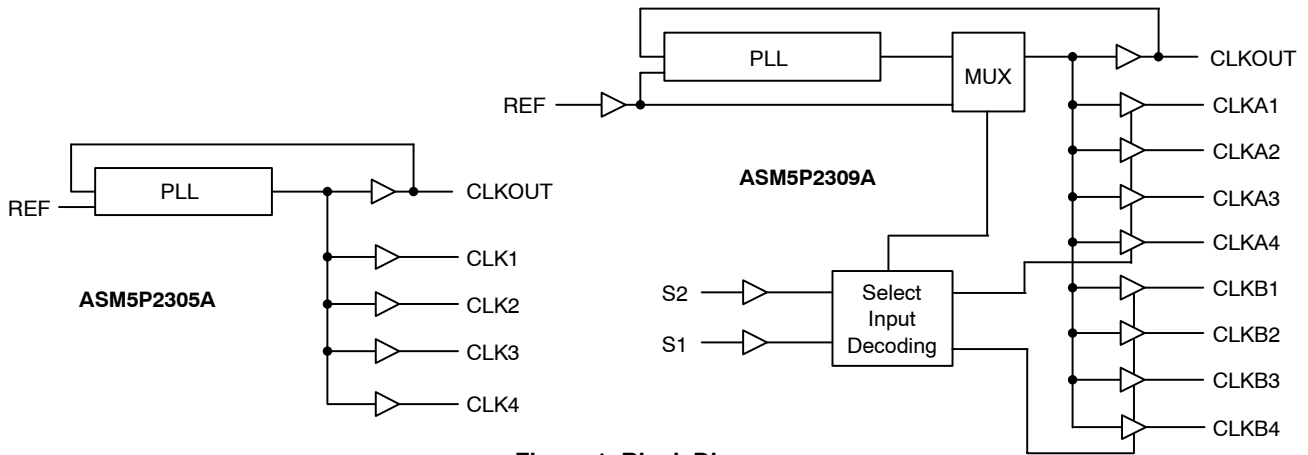 PLL
REF
CLKOUT
CLK1
CLK2
CLK3
CLK4
ASM5P2305A
PLL
MUX
REF
CLKOUT
CLKA1
CLKA2
CLKA3
CLKA4
ASM5P2309A
S2
S1
Select
Input
Decoding
CLKB1
CLKB2
CLKB3
CLKB4